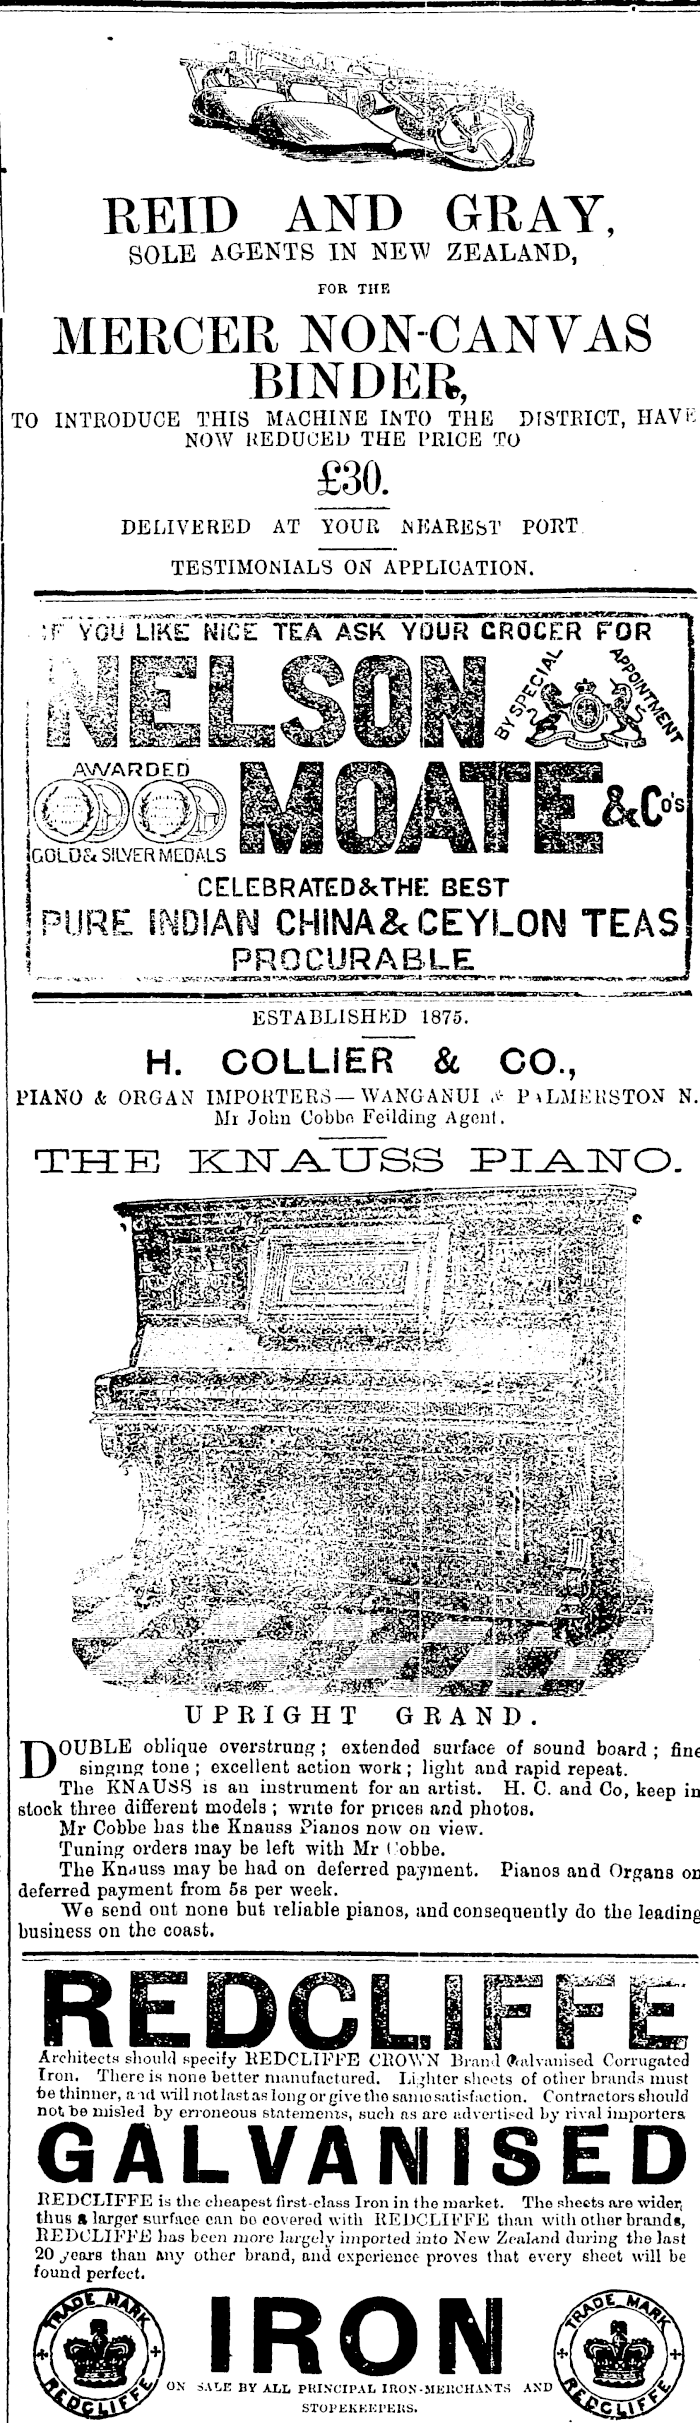 REID AND GRAY,
SOLE AGENTS IN NEW ZEALAND,
FOR THE
MERCER NON-CANVAS
BINDER,
TO INTRODUCE THIS MACHINE INTO THE DISTRICT, HAVE
NOW REDUCED THE PRICE TO
£30.
DELIVERED AT YOUR NEAREST PORT.
TESTIMONIALS ON APPLICATION.
IF YOU LIKE NICE TEA ASK YOUR GROCER FOR
NELSON
BY SPECIAL APPOINTMENT
AWARDED
MOATE & Co's
GOLD & SILVER MEDALS
CELEBRATED & THE BEST
PURE INDIAN CHINA & CEYLON TEAS
PROCURABLE
ESTABLISHED 1875.
H. COLLIER & CO.,
PIANO & ORGAN IMPORTERS—WANGANUI & PALMERSTON N.
Mr John Cobbe Feilding Agent.
THE KNAUSS PIANO.
UPRIGHT GRAND.
DOUBLE oblique overstrung; extended surface of sound board; fine
singing tone; excellent action work; light and rapid repeat.
The KNAUSS is an instrument for an artist. H. C. and Co, keep in
stock three different models; write for prices and photos.
Mr Cobbe has the Knauss Pianos now on view.
Tuning orders may be left with Mr Cobbe.
The Knauss may be had on deferred payment. Pianos and Organs on
deferred payment from 5s per week.
We send out none but reliable pianos, and consequently do the leading
business on the coast.
REDCLIFFE
Architects should specify REDCLIFFE CROWN Brand Galvanised Corrugated
Iron. There is none better manufactured. Lighter sheets of other brands must
be thinner, and will not last as long or give the same satisfaction. Contractors should
not be misled by erroneous statements, such as are advertised by rival importers
GALVANISED
REDCLIFFE is the cheapest first-class Iron in the market. The sheets are wider,
thus a larger surface can be covered with REDCLIFFE than with other brands,
REDCLIFFE has been more largely imported into New Zealand during the last
20 years than any other brand, and experience proves that every sheet will be
found perfect.
TRADE MARK REDCLIFFE
IRON
TRADE MARK REDCLIFFE
ON SALE BY ALL PRINCIPAL IRON-MERCHANTS AND
STOREKEEPERS.